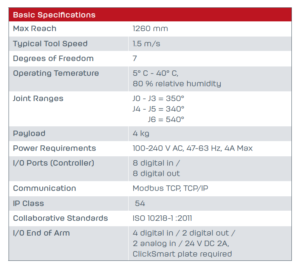 Basic Specifications
Max Reach 1260 mm
Typical Tool Speed 1.5 m/s
Degrees of Freedom 7
Operating Temerature 5° C - 40° C,
80 % relative humidity
Joint Ranges J0 - J3 = 350°
J4 - J5 = 340°
J6 = 540°
Payload 4 kg
Power Requirements 100-240 V AC, 47-63 Hz, 4A Max
I/O Ports (Controller) 8 digital in /
8 digital out
Communication Modbus TCP, TCP/IP
IP Class 54
Collaborative Standards ISO 10218-1 :2011
I/O End of Arm 4 digital in / 2 digital out /
2 analog in / 24 V DC 2A,
ClickSmart plate required